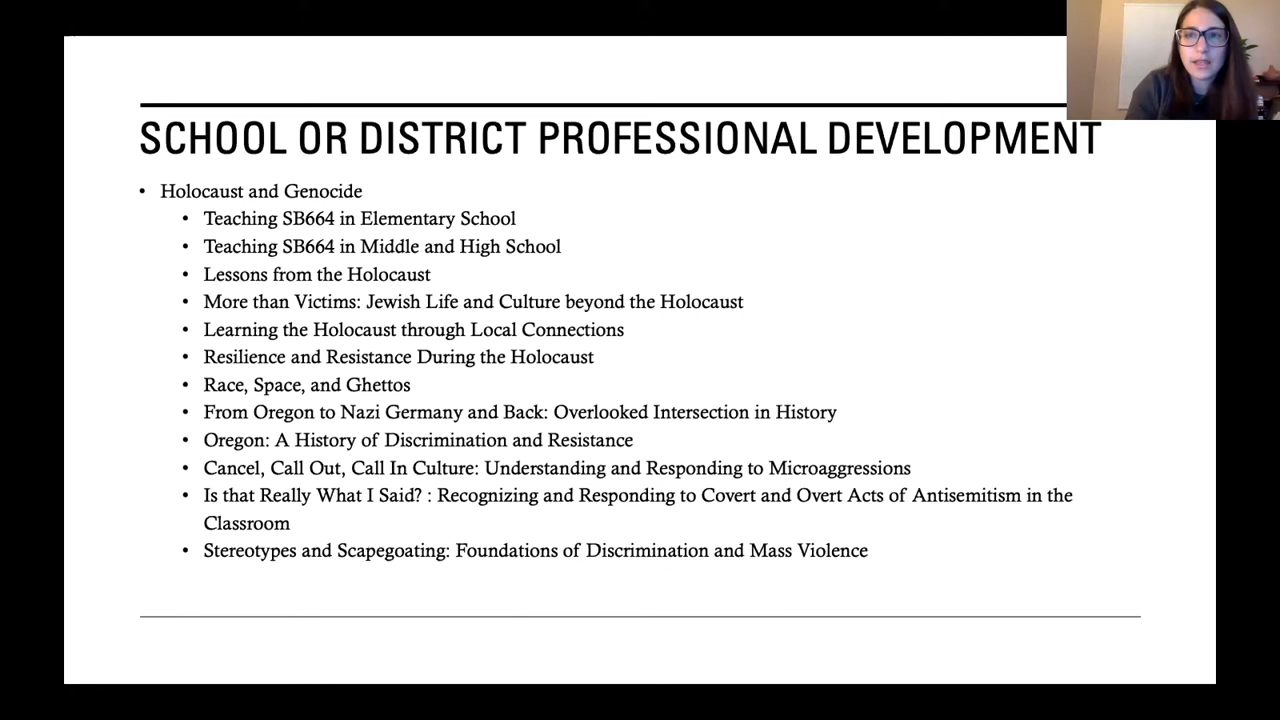 SCHOOL OR DISTRICT PROFESSIONAL DEVELOPMENT
• Holocaust and Genocide
• Teaching SB664 in Elementary School
• Teaching SB664 in Middle and High School
• Lessons from the Holocaust
• More than Victims: Jewish Life and Culture beyond the Holocaust
• Learning the Holocaust through Local Connections
• Resilience and Resistance During the Holocaust
• Race, Space, and Ghettos
• From Oregon to Nazi Germany and Back: Overlooked Intersection in History
• Oregon: A History of Discrimination and Resistance
• Cancel, Call Out, Call In Culture: Understanding and Responding to Microaggressions
• Is that Really What I Said? : Recognizing and Responding to Covert and Overt Acts of Antisemitism in the
Classroom
• Stereotypes and Scapegoating: Foundations of Discrimination and Mass Violence